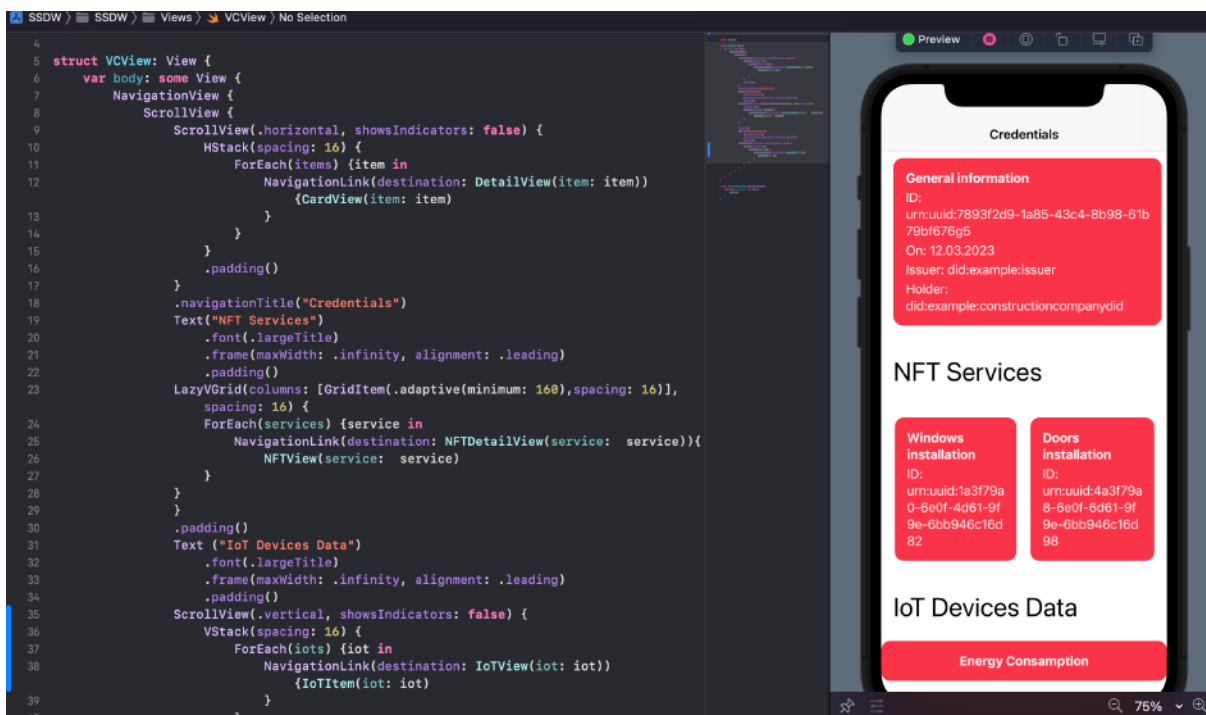 SSDW 〉 SSDW 〉 Views 〉 VCView 〉 No Selection
4
5 struct VCView: View {
6 var body: some View {
7 NavigationView {
8 ScrollView {
9 ScrollView(.horizontal, showsIndicators: false) {
10 HStack(spacing: 16) {
11 ForEach(items) {item in
12 NavigationLink(destination: DetailView(item: item))
{CardView(item: item)
13 }
14 }
15 }
16 .padding()
17 }
18 .navigationTitle("Credentials")
19 Text("NFT Services")
20 .font(.largeTitle)
21 .frame(maxWidth: .infinity, alignment: .leading)
22 .padding()
23 LazyVGrid(columns: [GridItem(.adaptive(minimum: 160),spacing: 16)],
spacing: 16) {
24 ForEach(services) {service in
25 NavigationLink(destination: NFTDetailView(service:  service)){
26 NFTView(service:  service)
27 }
28 }
29 }
30 .padding()
31 Text ("IoT Devices Data")
32 .font(.largeTitle)
33 .frame(maxWidth: .infinity, alignment: .leading)
34 .padding()
35 ScrollView(.vertical, showsIndicators: false) {
36 VStack(spacing: 16) {
37 ForEach(iots) {iot in
38 NavigationLink(destination: IoTView(iot: iot))
{IoTItem(iot: iot)
39 }
Preview
Credentials
General information
ID:
urn:uuid:7893f2d9-1a85-43c4-8b98-61b
79bf676g5
On: 12.03.2023
Issuer: did:example:issuer
Holder:
did:example:constructioncompanydid
NFT Services
Windows
installation
ID:
urn:uuid:1a3f79a
0-6e0f-4d61-9f
9e-6bb946c16d
82
Doors
installation
ID:
urn:uuid:4a3f79a
8-6e0f-6d61-9f
9e-6bb946c16d
98
IoT Devices Data
Energy Consamption
75%